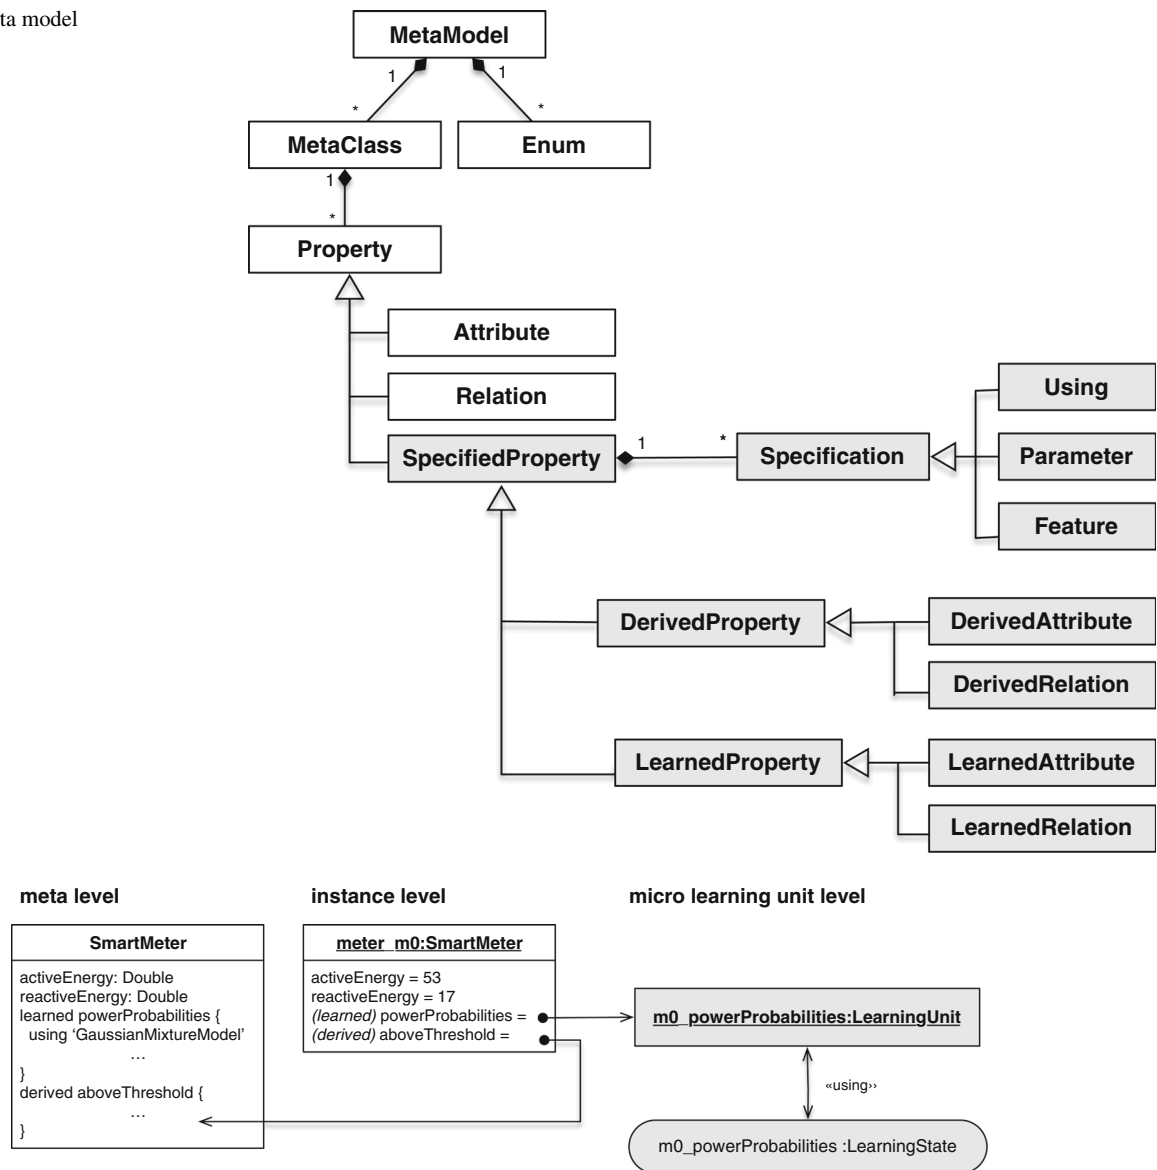 ta model
MetaModel
1
1
*
*
MetaClass
Enum
1
*
Property
Attribute
Relation
SpecifiedProperty
1
*
Specification
Using
Parameter
Feature
DerivedProperty
DerivedAttribute
DerivedRelation
LearnedProperty
LearnedAttribute
LearnedRelation
meta level
SmartMeter
activeEnergy: Double
reactiveEnergy: Double
learned powerProbabilities {
using ‘GaussianMixtureModel’
…
}
derived aboveThreshold {
…
}
instance level
meter_m0:SmartMeter
activeEnergy = 53
reactiveEnergy = 17
(learned) powerProbabilities =
(derived) aboveThreshold =
micro learning unit level
m0_powerProbabilities:LearningUnit
«using››
m0_powerProbabilities :LearningState